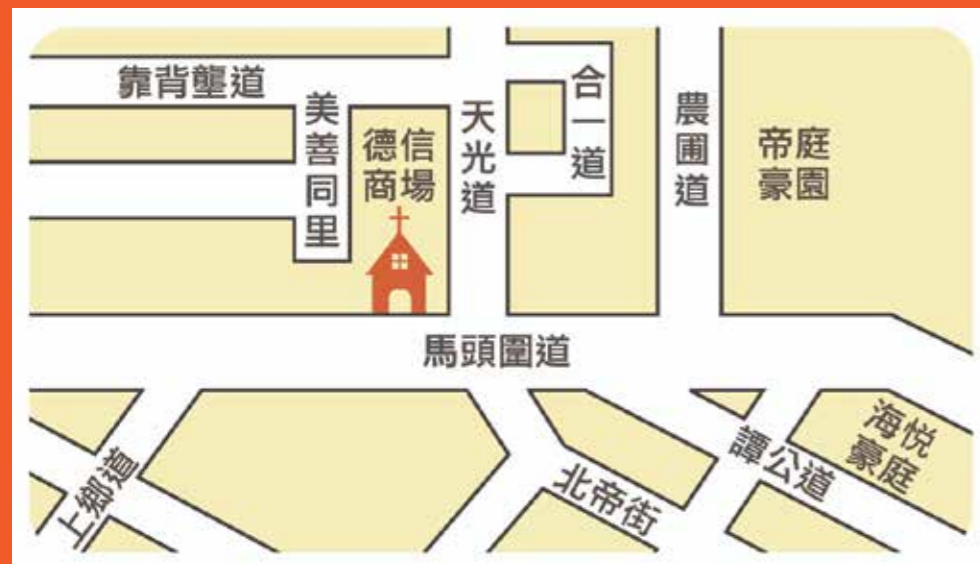 靠背壟道
美善同里
德信
商場
天光道
合一道
農圃道
帝庭
豪園
馬頭圍道
上鄉道
北帝街
譚公道
海悅
豪庭